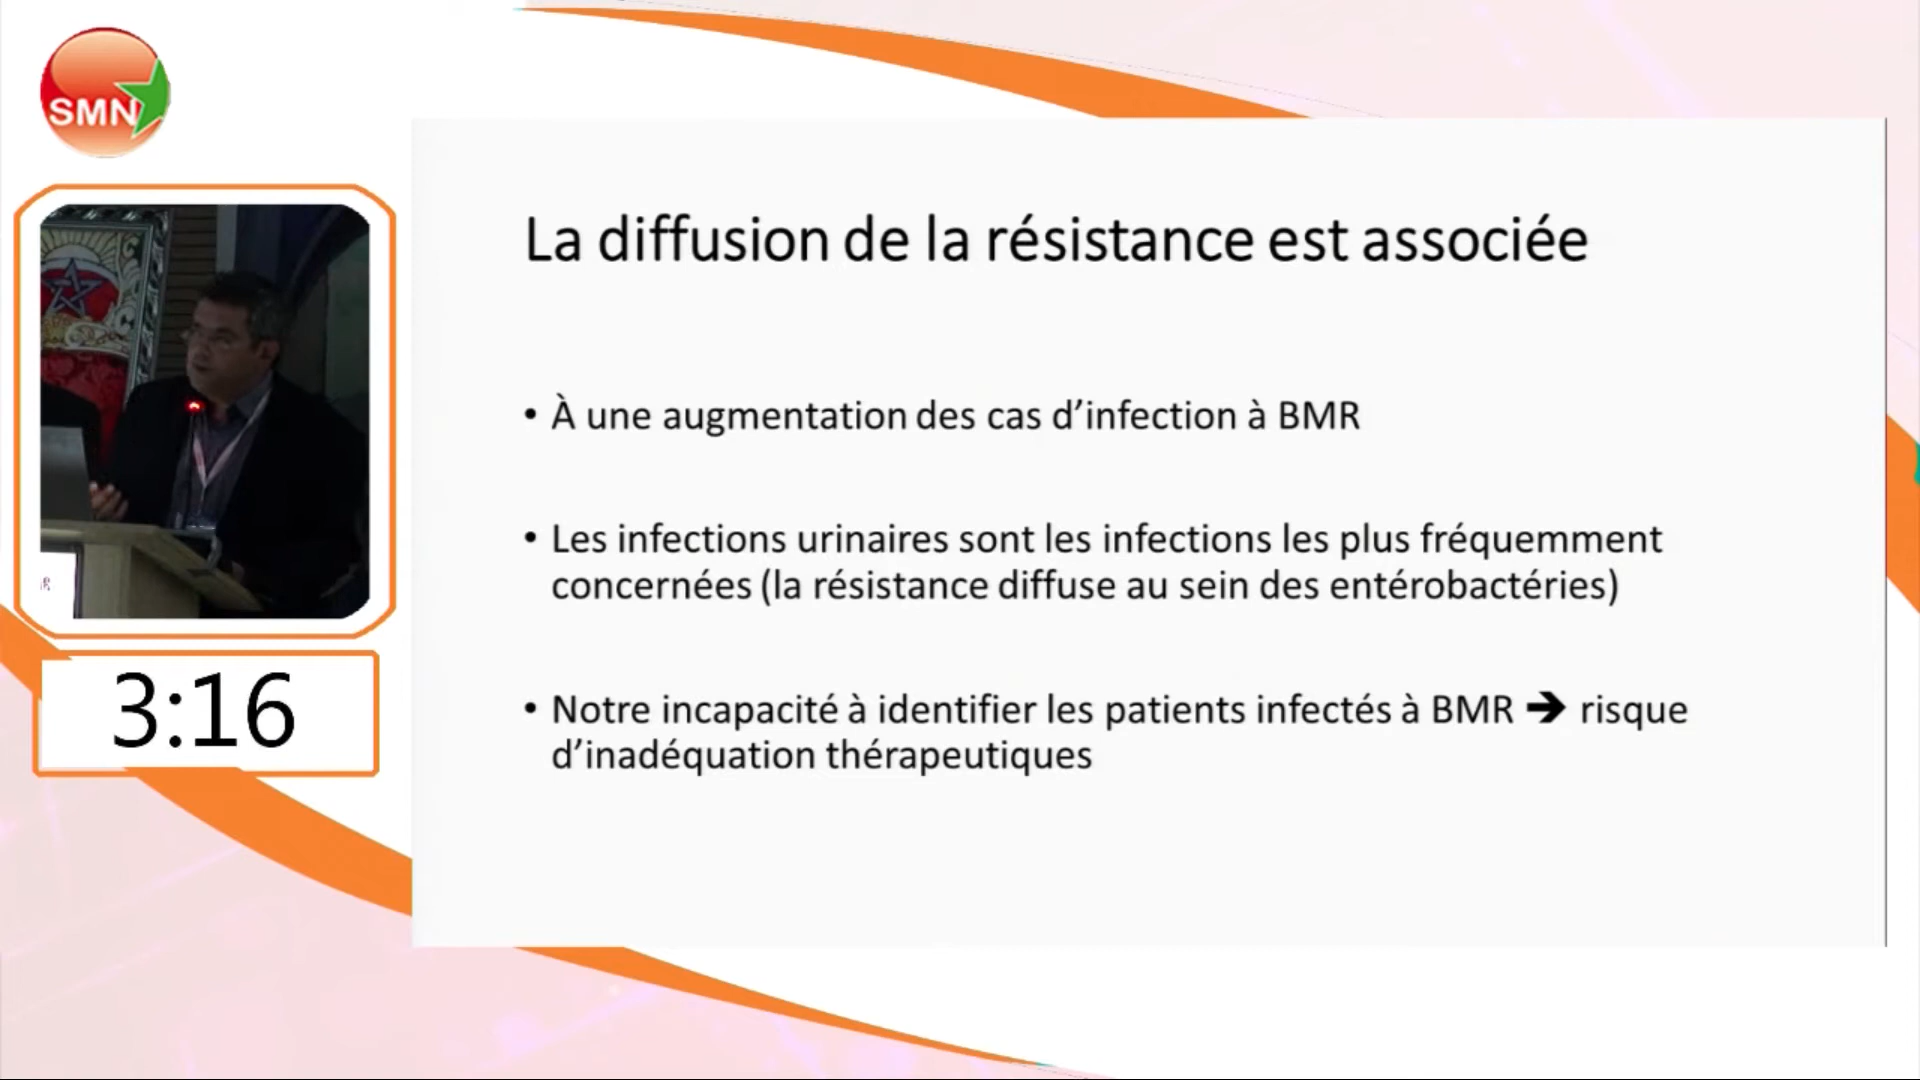 SMN
3:16
La diffusion de la résistance est associée
• À une augmentation des cas d’infection à BMR
• Les infections urinaires sont les infections les plus fréquemment
concernées (la résistance diffuse au sein des entérobactéries)
• Notre incapacité à identifier les patients infectés à BMR ➔ risque
d’inadéquation thérapeutiques